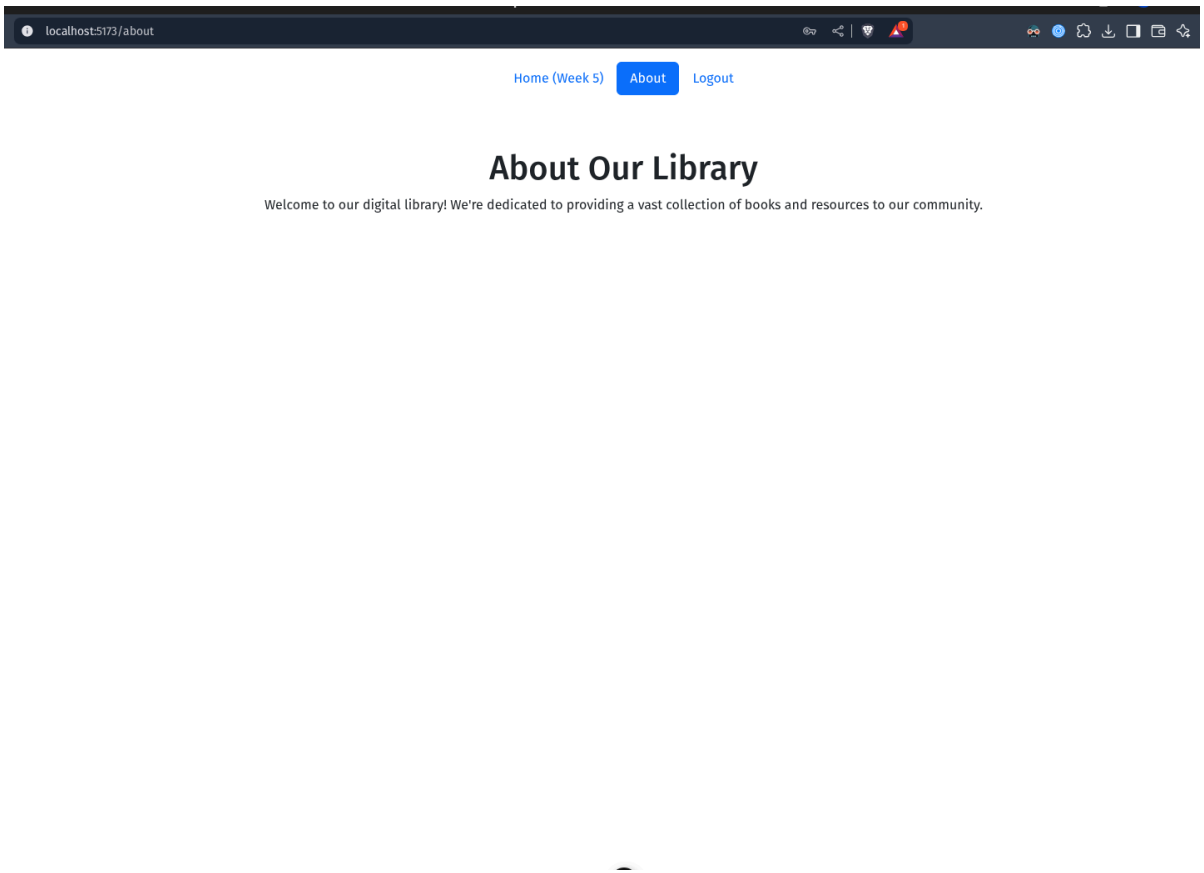 localhost:5173/about
1
Home (Week 5) About Logout
About Our Library
Welcome to our digital library! We're dedicated to providing a vast collection of books and resources to our community.